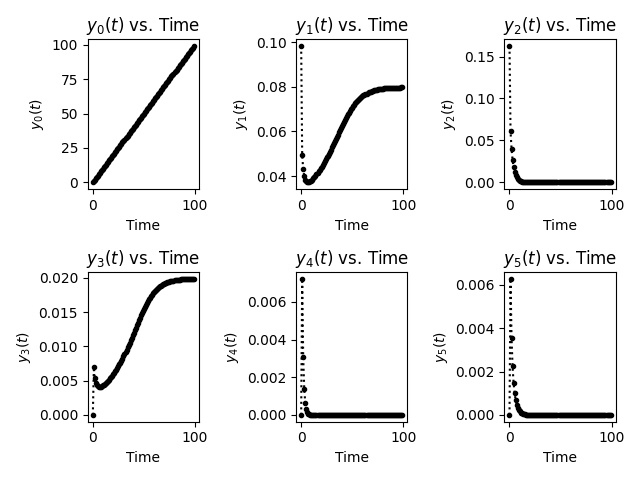 y₀(t) vs. Time
y₁(t) vs. Time
y₂(t) vs. Time
100
75
50
25
0
y₀(t)
0
100
Time
0.10
0.08
0.06
0.04
y₁(t)
0
100
Time
0.15
0.10
0.05
0.00
y₂(t)
0
100
Time
y₃(t) vs. Time
y₄(t) vs. Time
y₅(t) vs. Time
0.020
0.015
0.010
0.005
0.000
y₃(t)
0
100
Time
0.006
0.004
0.002
0.000
y₄(t)
0
100
Time
0.006
0.004
0.002
0.000
y₅(t)
0
100
Time